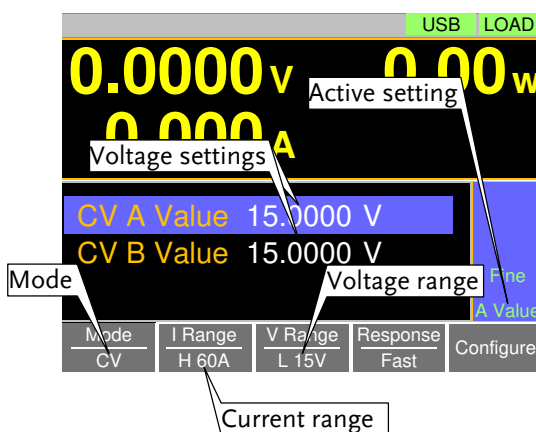 USB LOAD
0.0000 V 0.00 W
Active setting
0.000 A
Voltage settings
CV A Value 15.0000 V
CV B Value 15.0000 V
Mode
Voltage range
Fine
A Value
Mode I Range V Range Response Configure
CV H 60A L 15V Fast
Current range